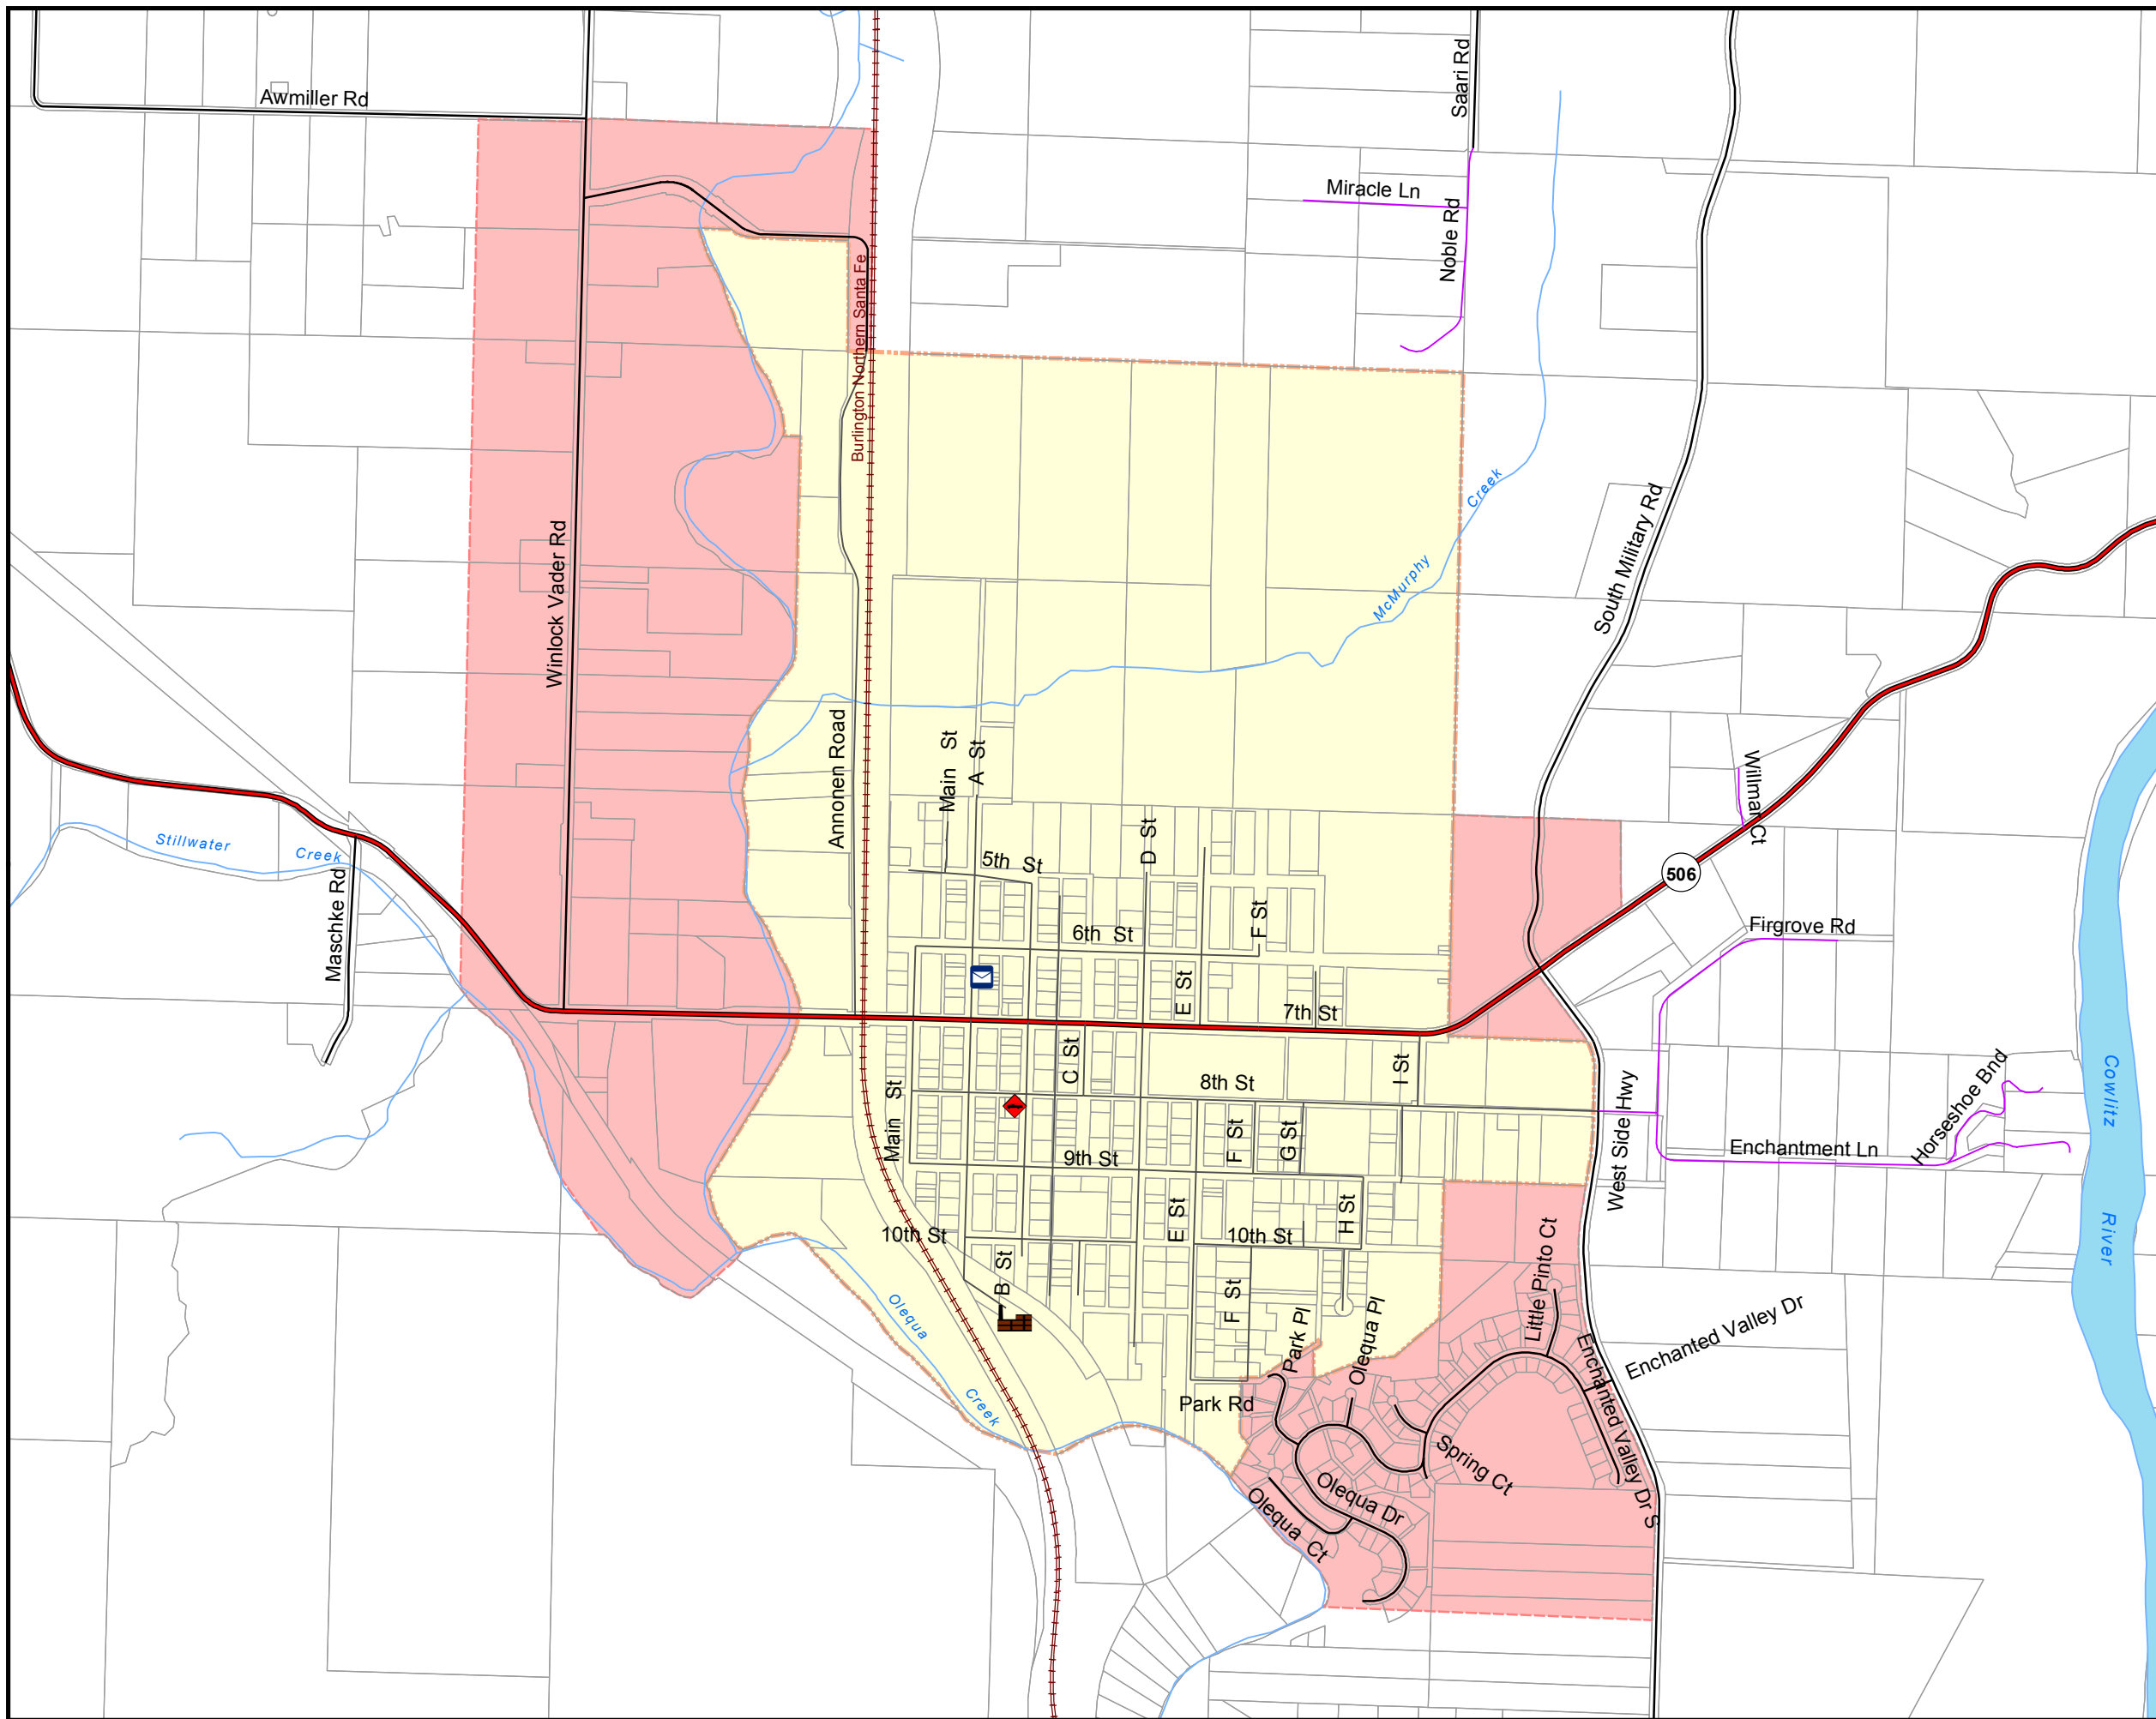 Saari Rd
Awmiller Rd
Miracle Ln
Noble Rd
Burlington Northern Santa Fe
Creek
South Military Rd
McMurphy
Winlock Vader Rd
Annonen Road
Main St
A St
Willmar Ct
D St
Stillwater
Creek
5th St
506
Maschke Rd
F St
6th St
Firgrove Rd
E St
7th St
C St
I St
8th St
Cowlitz
River
Main St
West Side Hwy
Horseshoe Bnd
F St
G St
9th St
Enchantment Ln
E St
H St
10th St
10th St
Little Pinto Ct
B St
F St
Olequa
Creek
Park Pl
Olequa Pl
Enchanted Valley Dr
Enchanted Valley Dr S
Park Rd
Spring Ct
Olequa Dr
Olequa Ct